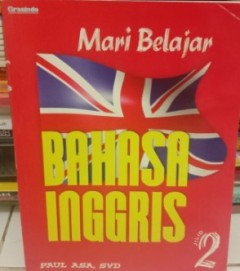 Mari Belajar
BAHASA
INGGRIS
2
PAUL ASA, SVD